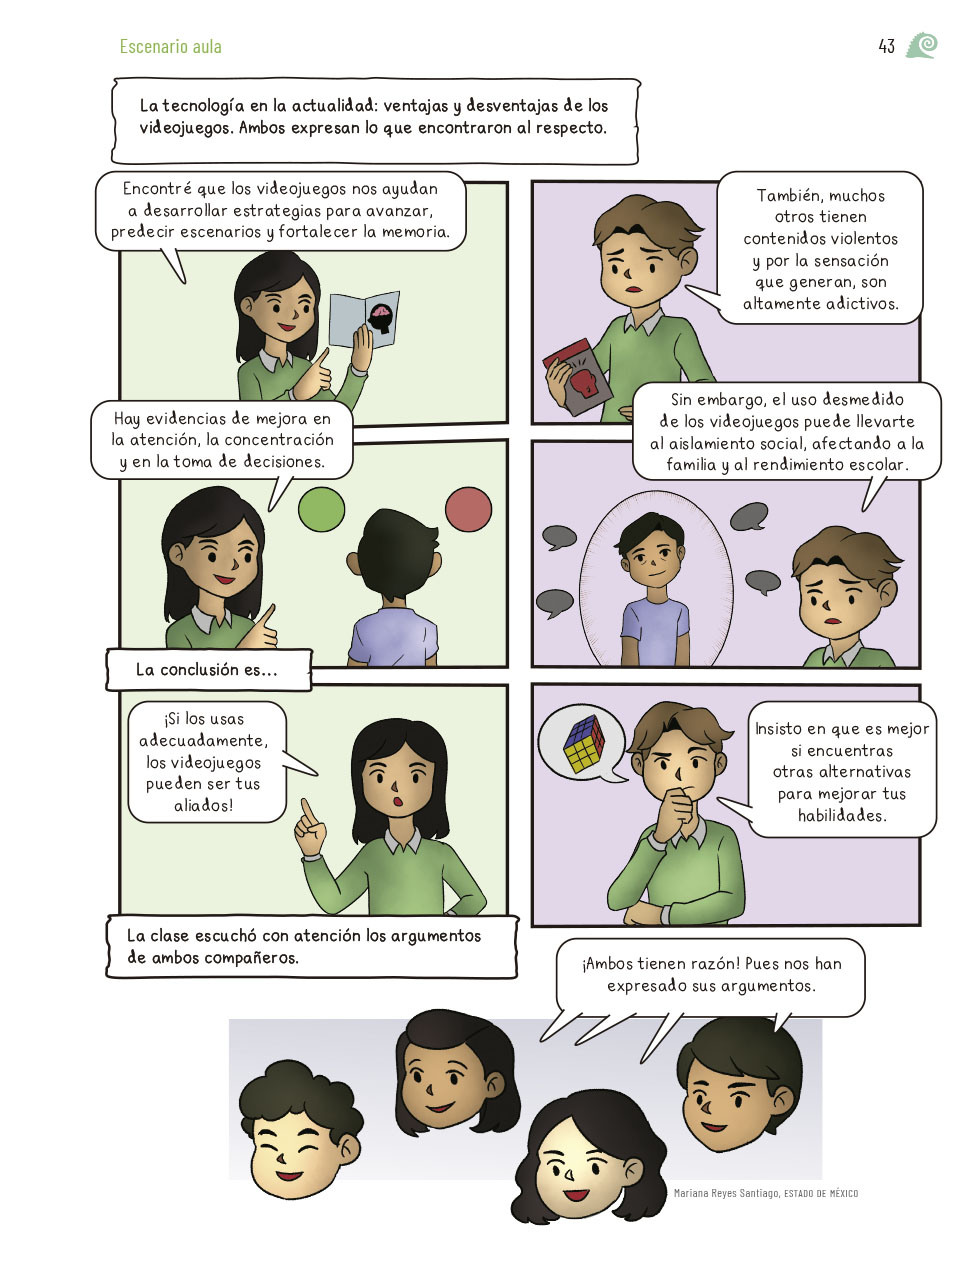 Escenario aula
43
La tecnología en la actualidad: ventajas y desventajas de los
videojuegos. Ambos expresan lo que encontraron al respecto.
Encontré que los videojuegos nos ayudan
a desarrollar estrategias para avanzar,
predecir escenarios y fortalecer la memoria.
También, muchos
otros tienen
contenidos violentos
y por la sensación
que generan, son
altamente adictivos.
Hay evidencias de mejora en
la atención, la concentración
y en la toma de decisiones.
Sin embargo, el uso desmedido
de los videojuegos puede llevarte
al aislamiento social, afectando a la
familia y al rendimiento escolar.
La conclusión es...
¡Si los usas
adecuadamente,
los videojuegos
pueden ser tus
aliados!
Insisto en que es mejor
si encuentras
otras alternativas
para mejorar tus
habilidades.
La clase escuchó con atención los argumentos
de ambos compañeros.
¡Ambos tienen razón! Pues nos han
expresado sus argumentos.
Mariana Reyes Santiago, ESTADO DE MÉXICO